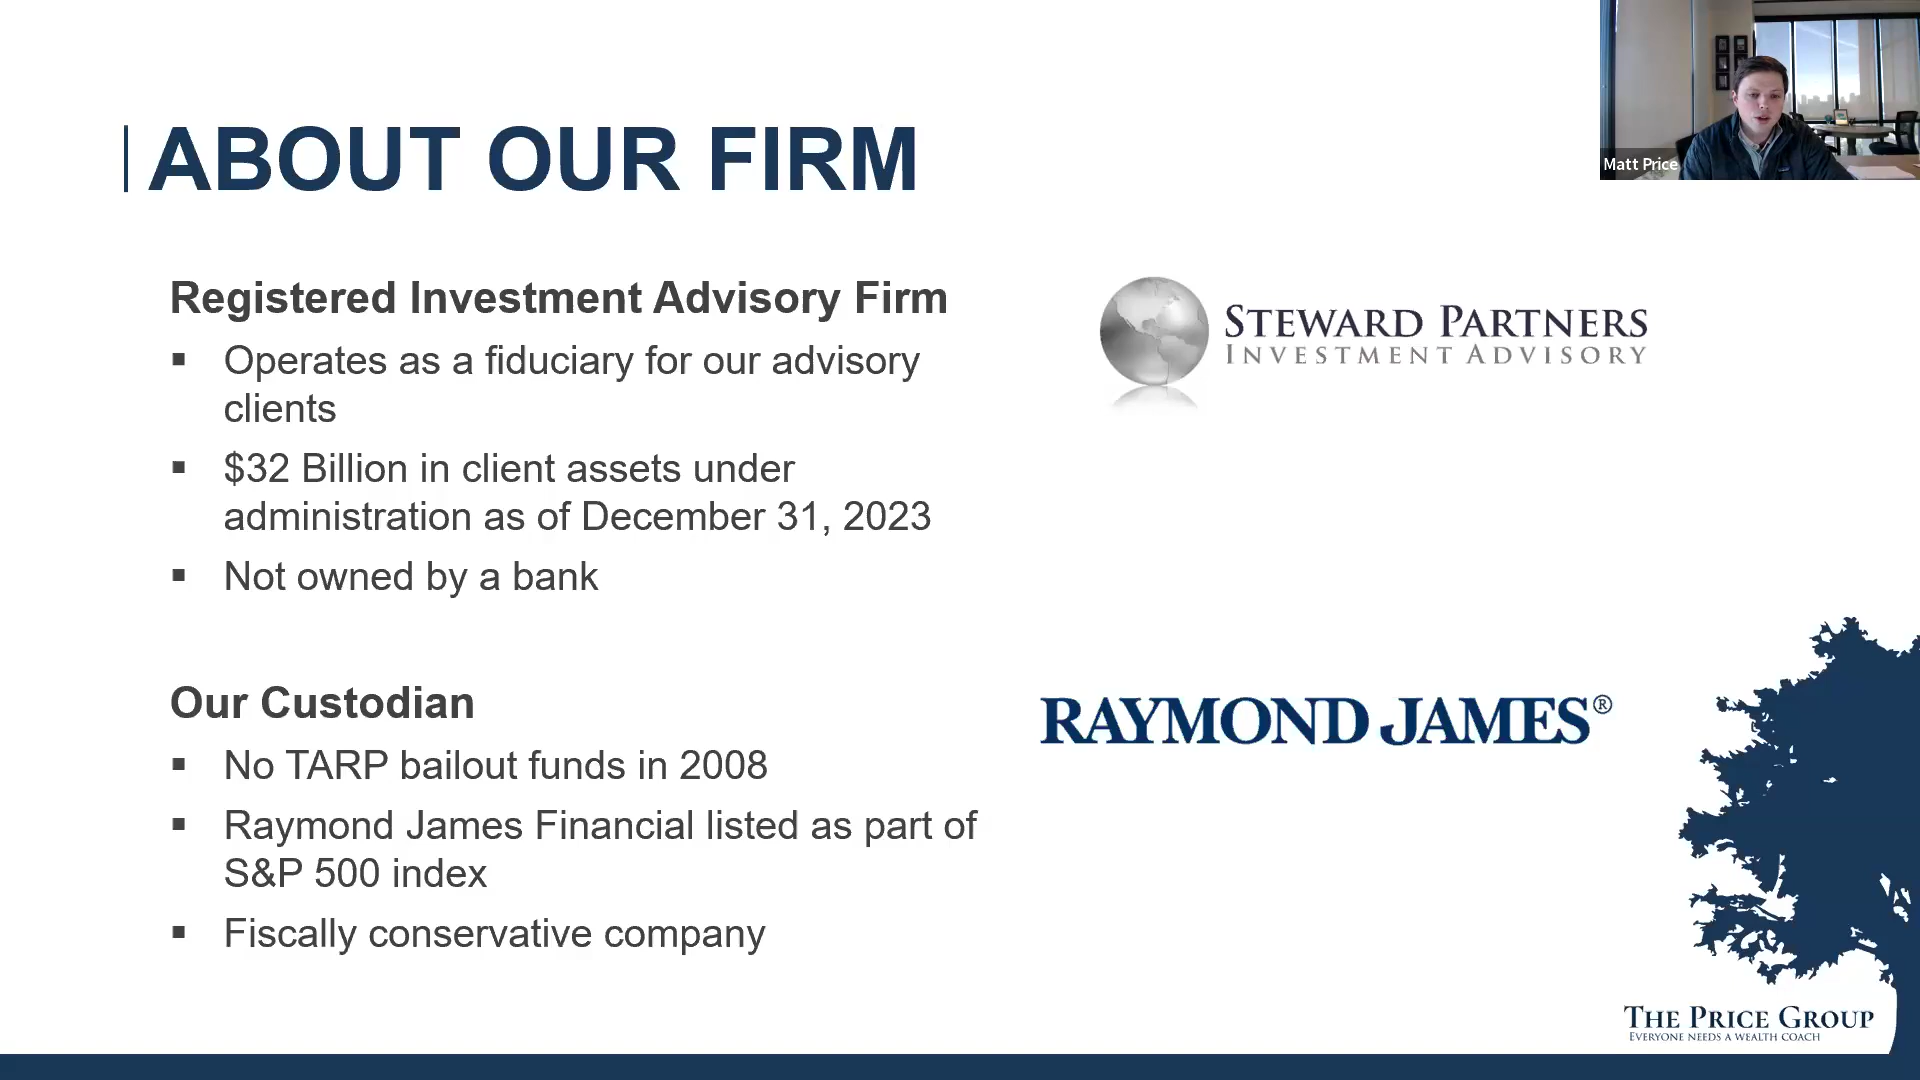 ABOUT OUR FIRM
Matt Price
Registered Investment Advisory Firm
▪ Operates as a fiduciary for our advisory
clients
▪ $32 Billion in client assets under
administration as of December 31, 2023
▪ Not owned by a bank
STEWARD PARTNERS
INVESTMENT ADVISORY
Our Custodian
▪ No TARP bailout funds in 2008
▪ Raymond James Financial listed as part of
S&P 500 index
▪ Fiscally conservative company
RAYMOND JAMES®
THE PRICE GROUP
EVERYONE NEEDS A WEALTH COACH